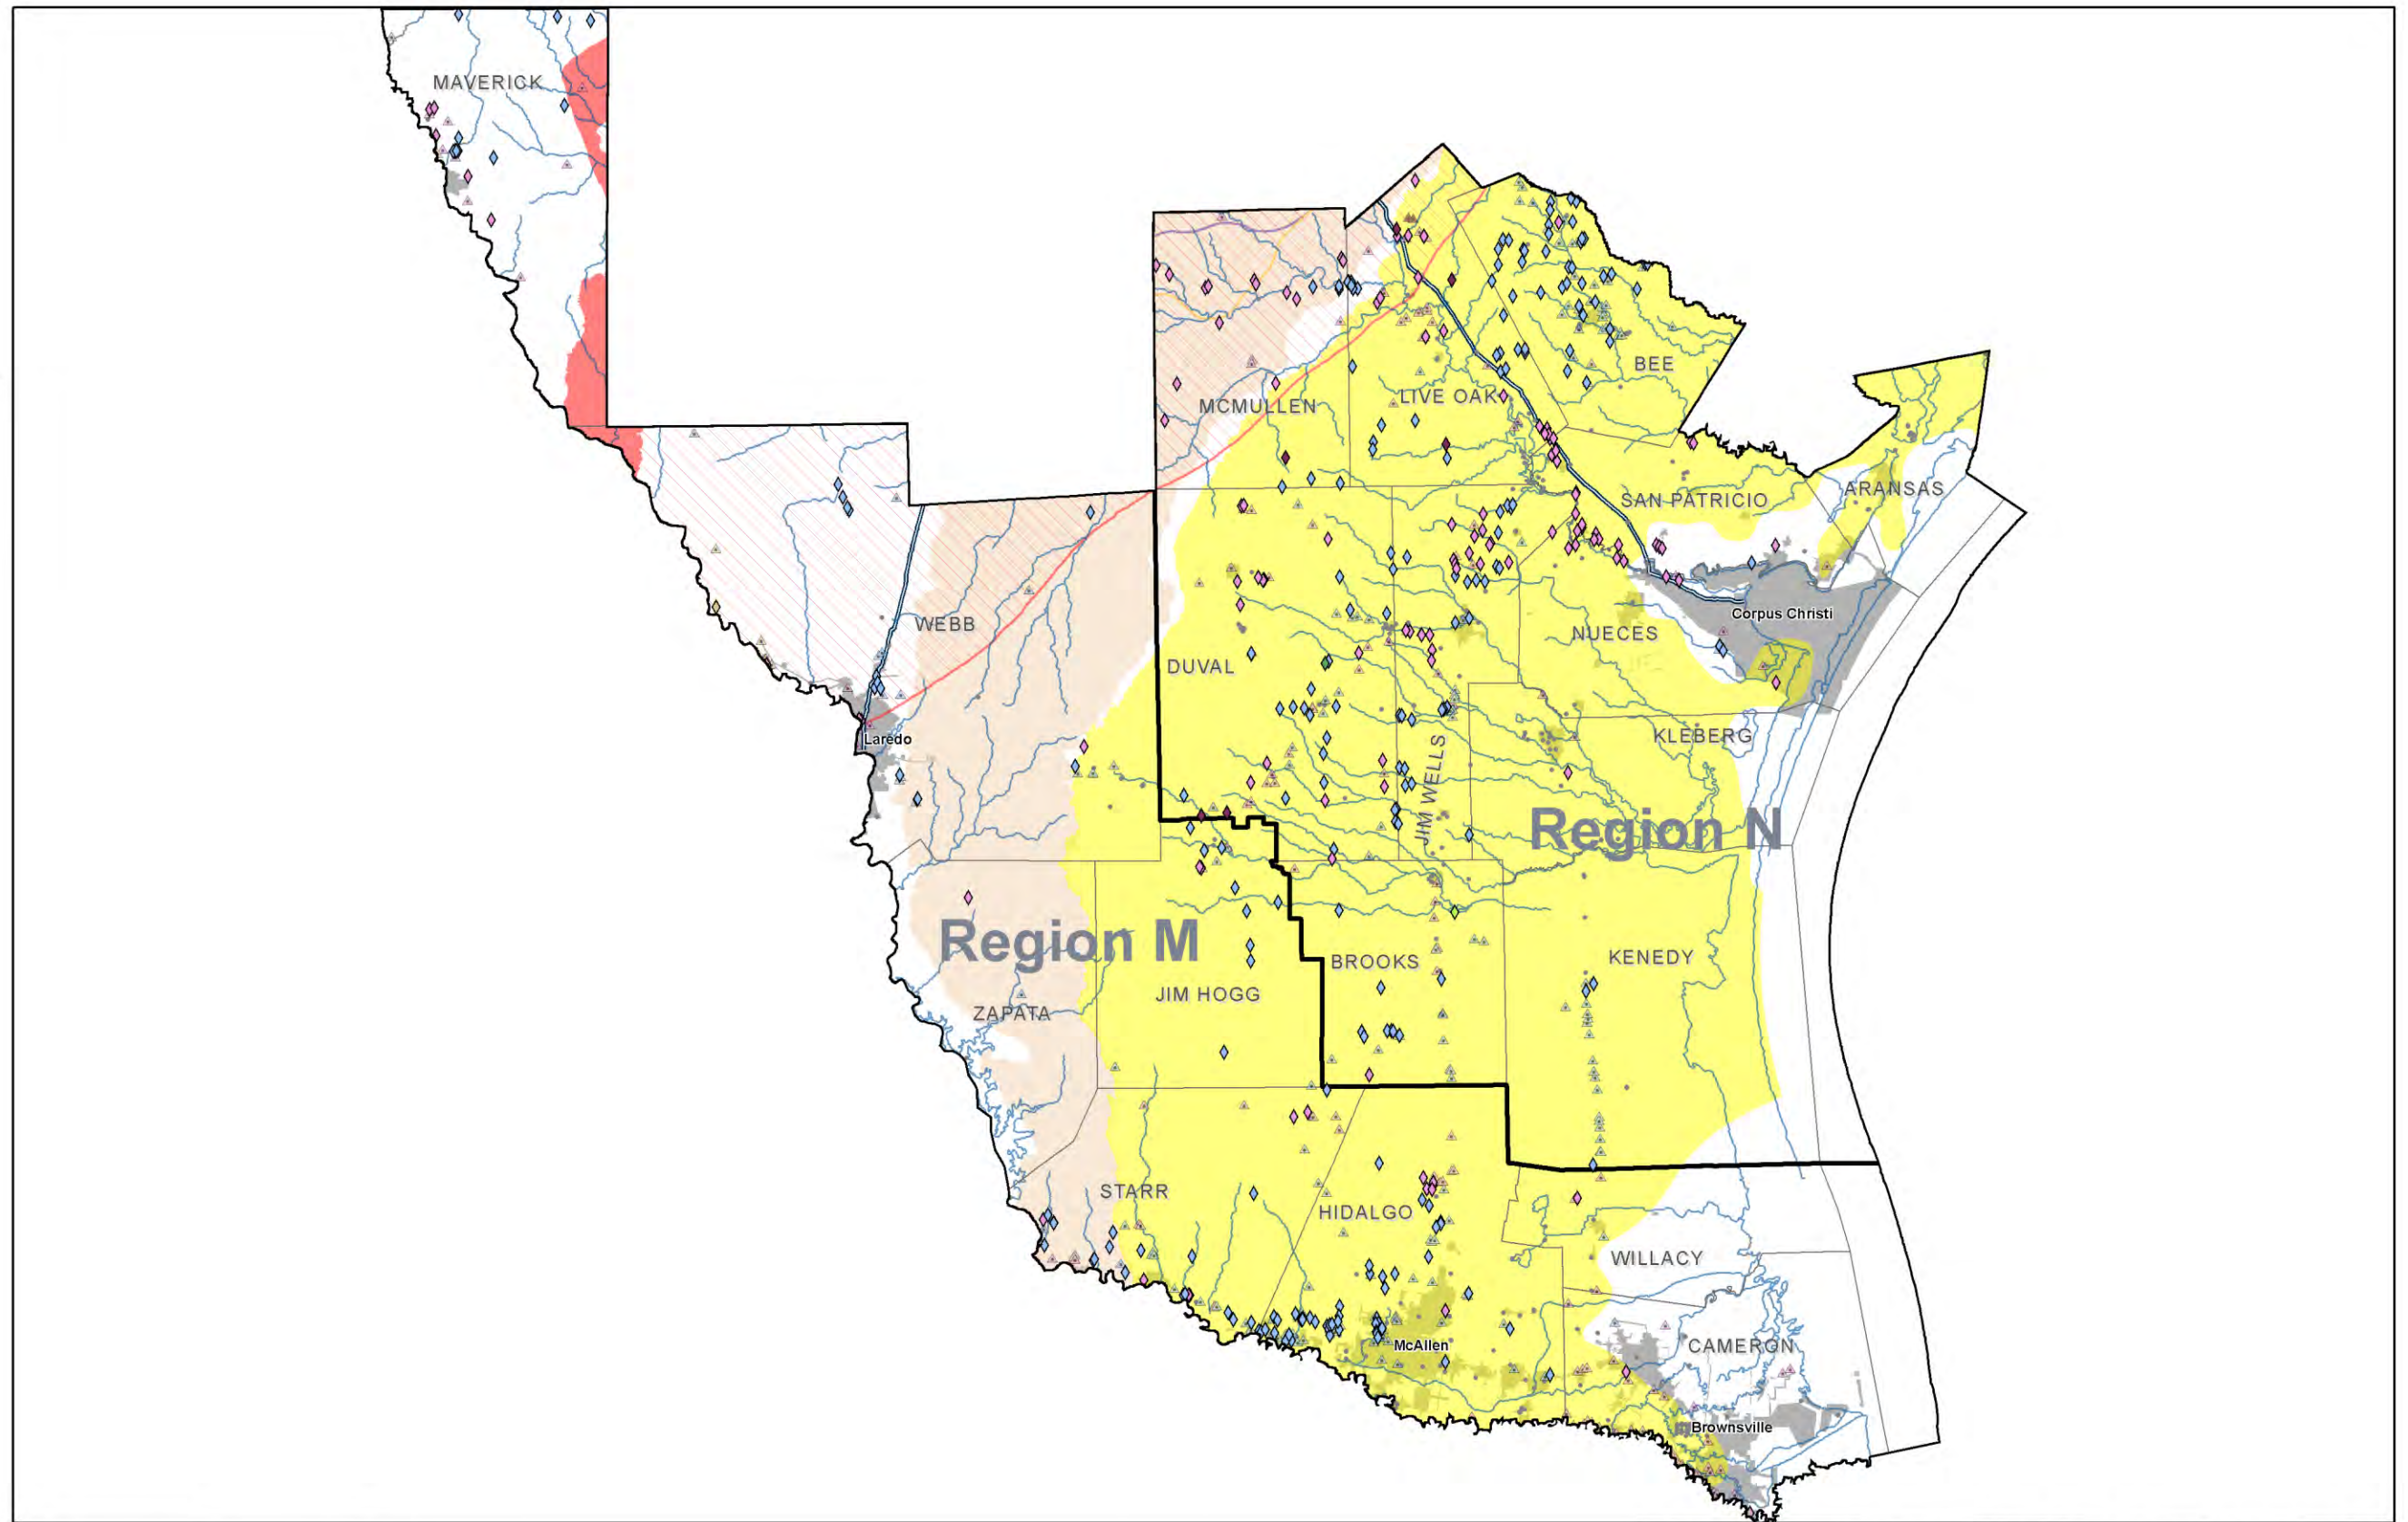 MAVERICK
BEE
LIVE OAK
MCMULLEN
ARANSAS
SAN PATRICIO
Corpus Christi
WEBB
NUECES
DUVAL
Laredo
KLEBERG
JIM WELLS
Region N
Region M
KENEDY
BROOKS
JIM HOGG
ZAPATA
STARR
HIDALGO
WILLACY
McAllen
CAMERON
Brownsville